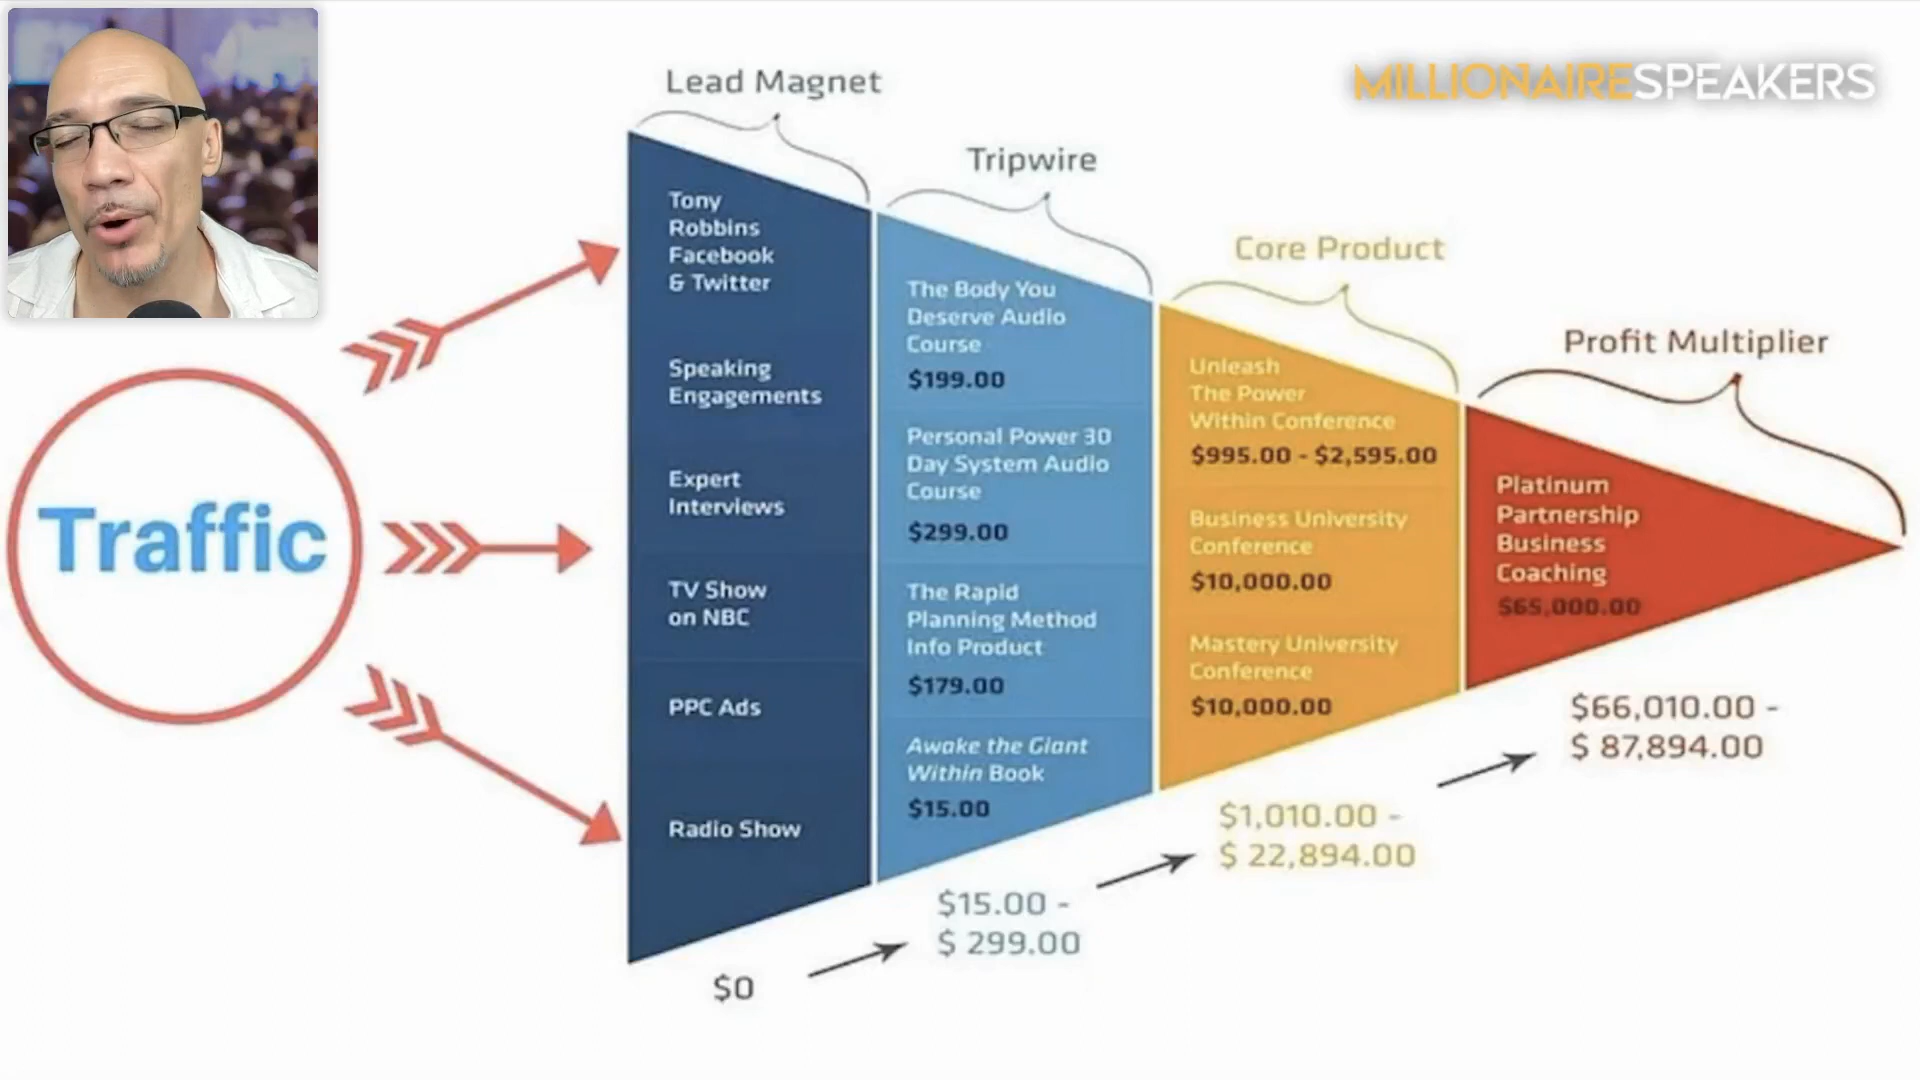 MILLIONAIRESPEAKERS
Traffic
Lead Magnet
Tony
Robbins
Facebook
& Twitter
Speaking
Engagements
Expert
Interviews
TV Show
on NBC
PPC Ads
Radio Show
$0
Tripwire
The Body You
Deserve Audio
Course
$199.00
Personal Power 30
Day System Audio
Course
$299.00
The Rapid
Planning Method
Info Product
$179.00
Awake the Giant
Within Book
$15.00
$15.00 -
$ 299.00
Core Product
Unleash
The Power
Within Conference
$995.00 - $2,595.00
Business University
Conference
$10,000.00
Mastery University
Conference
$10,000.00
$1,010.00 -
$ 22,894.00
Profit Multiplier
Platinum
Partnership
Business
Coaching
$65,000.00
$66,010.00 -
$ 87,894.00